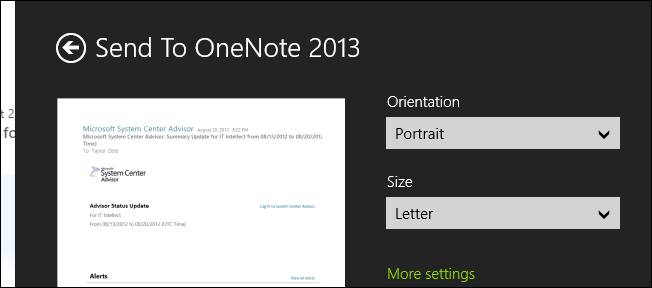 Send To OneNote 2013
t 2
fo
Microsoft System Center Advisor August 20, 2012 8:22 PM
Microsoft System Center Advisor: Summary Update for IT Intellect from 08/13/2012 to 08/20/2012
Time)
To: Taylor Gibb
Microsoft
System Center
Advisor
Advisor Status Update
Log in to System Center Advisor
For IT Intellect
From 08/13/2012 to 08/20/2012 (UTC Time)
Alerts
View all alerts
Orientation
Portrait
Size
Letter
More settings